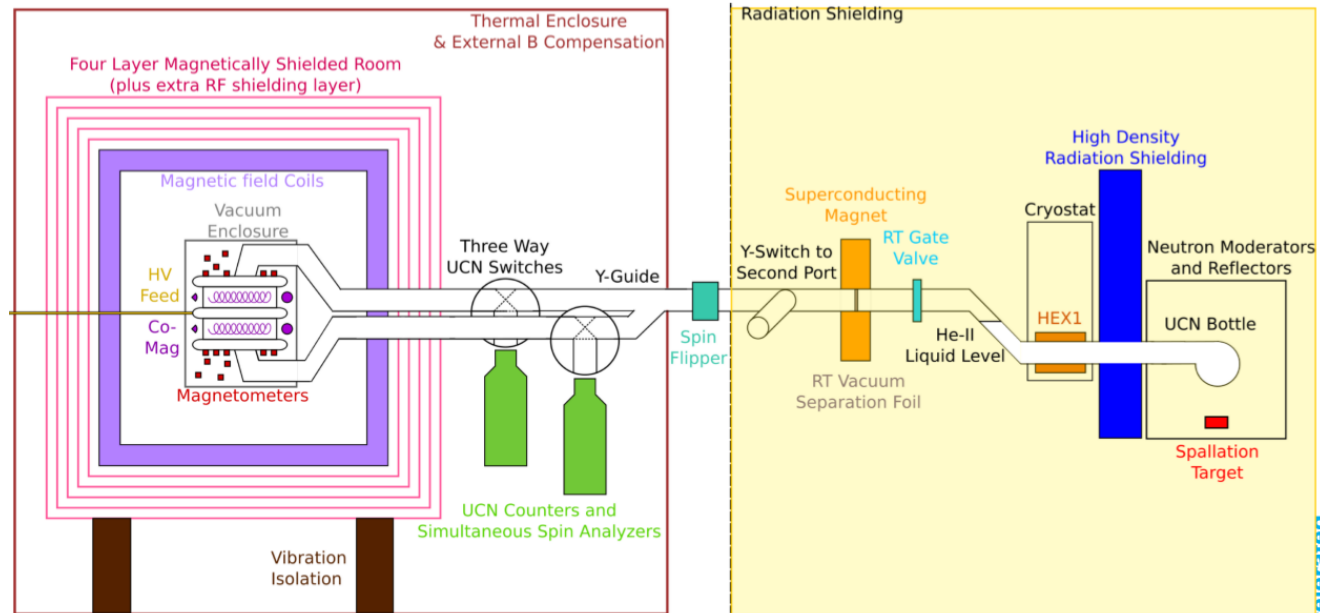 Thermal Enclosure
& External B Compensation
Radiation Shielding
Four Layer Magnetically Shielded Room
(plus extra RF shielding layer)
Magnetic field Coils
Vacuum
Enclosure
HV
Feed
Co-
Mag
Magnetometers
Three Way
UCN Switches
Y-Guide
Spin
Flipper
UCN Counters and
Simultaneous Spin Analyzers
Vibration
Isolation
Y-Switch to
Second Port
Superconducting
Magnet
RT Gate
Valve
RT Vacuum
Separation Foil
He-II
Liquid Level
Cryostat
HEX1
High Density
Radiation Shielding
Neutron Moderators
and Reflectors
UCN Bottle
Spallation
Target